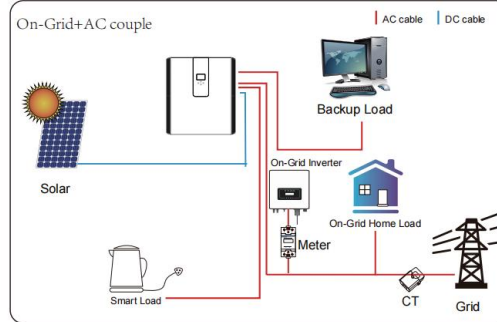 On-Grid+AC couple
AC cable
DC cable
Backup Load
On-Grid Inverter
Solar
Meter
On-Grid Home Load
Smart Load
CT
Grid